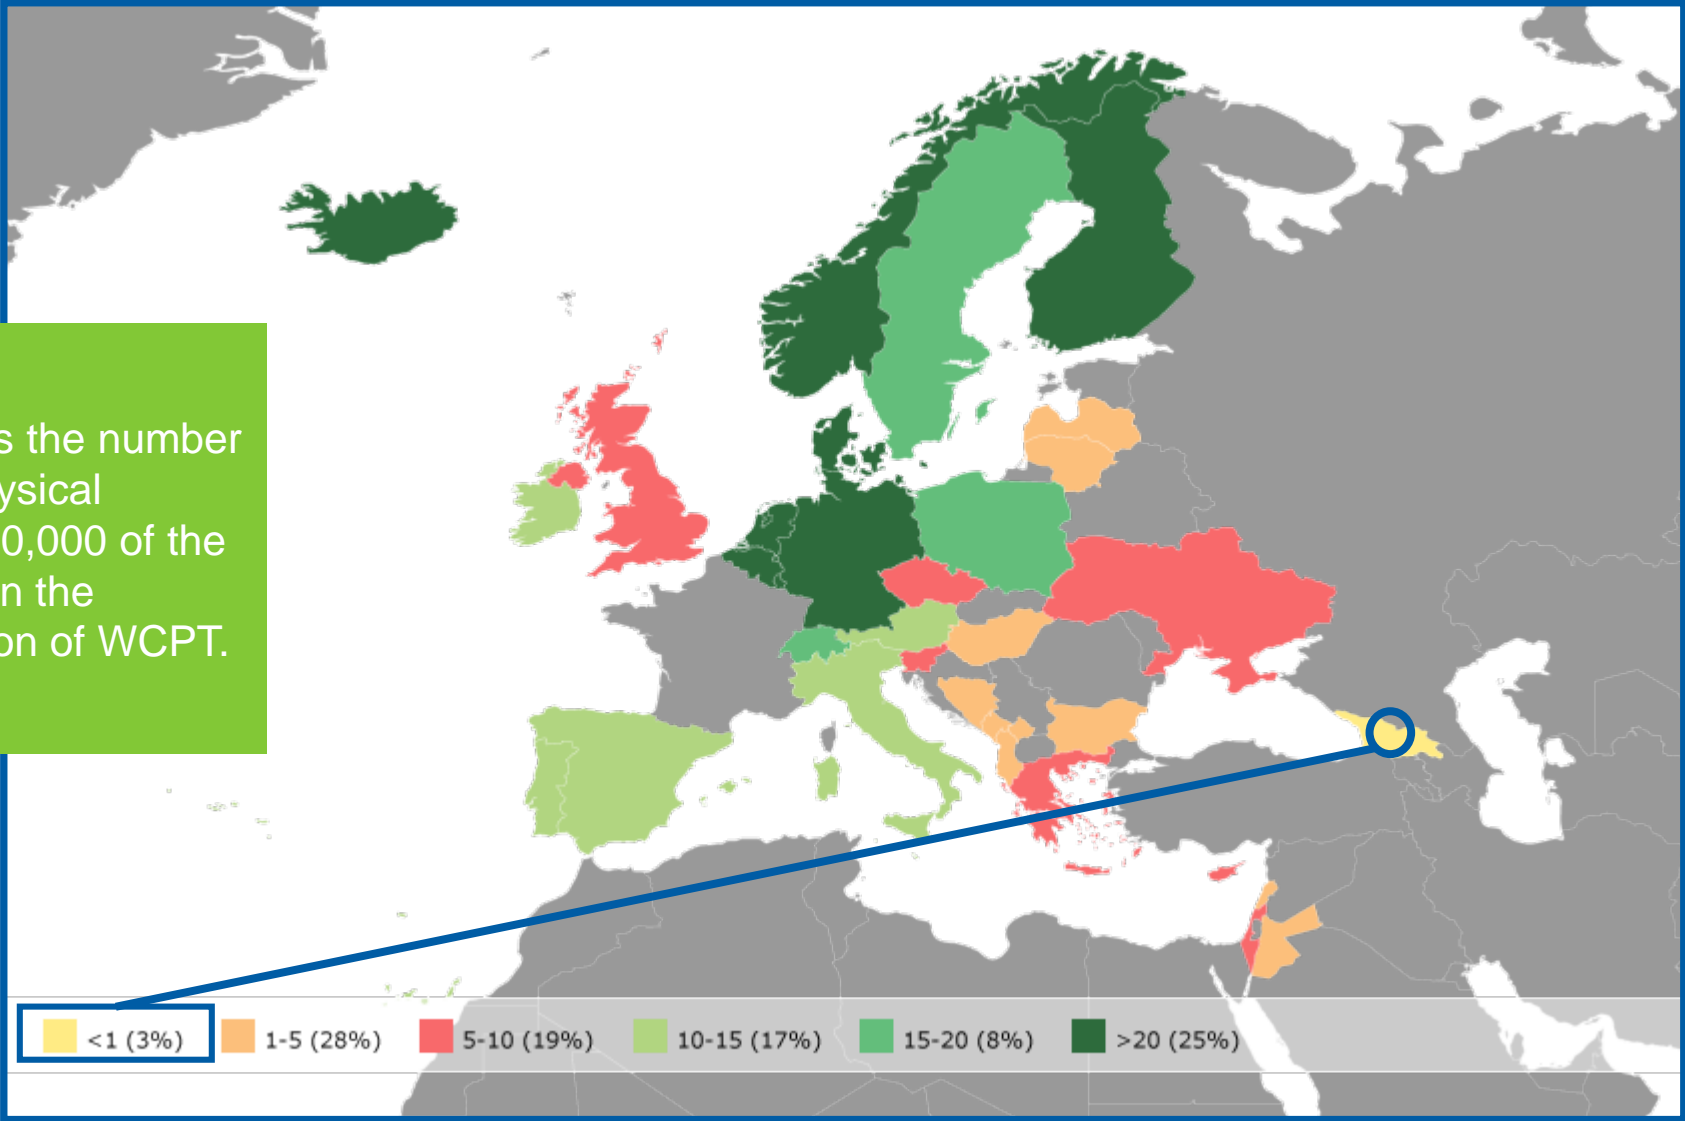 s the number
ysical
0,000 of the
n the
on of WCPT.
<1 (3%)
1-5 (28%)
5-10 (19%)
10-15 (17%)
15-20 (8%)
>20 (25%)